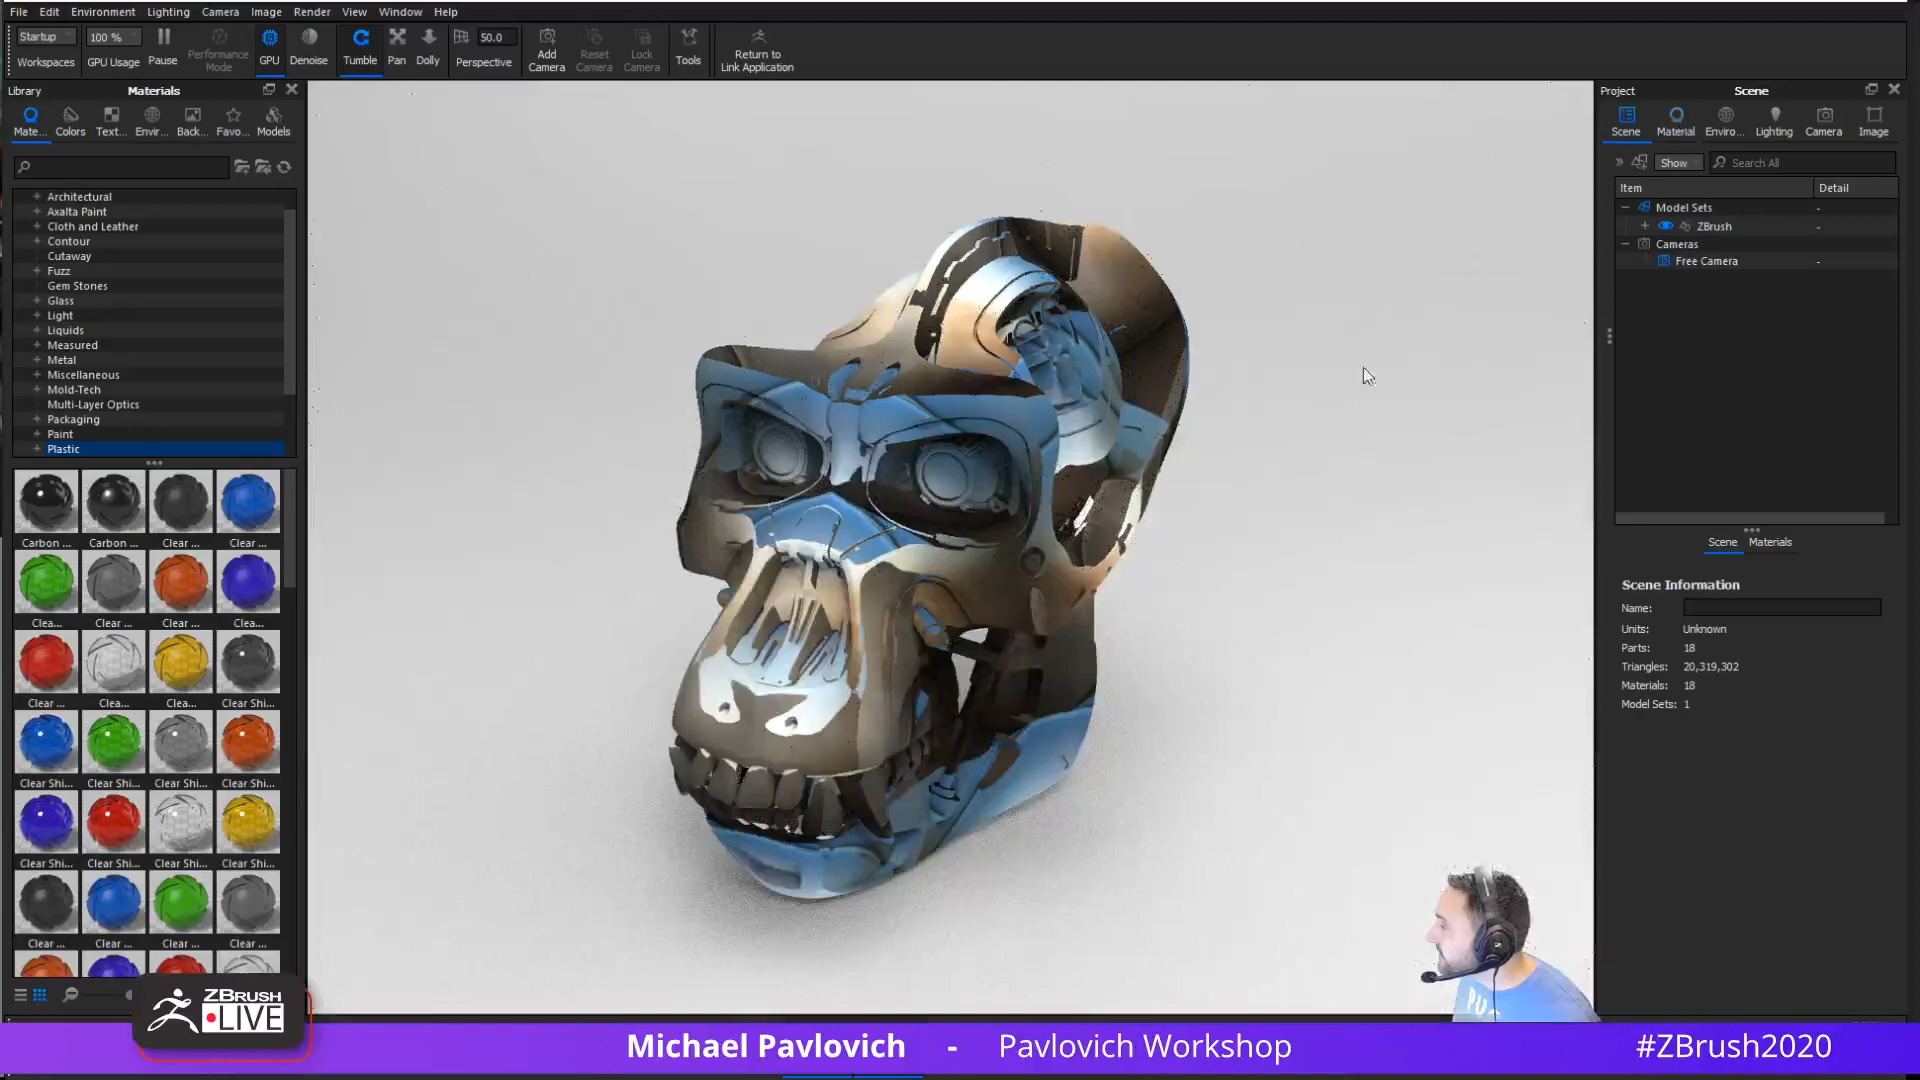 File Edit Environment Lighting Camera Image Render View Window Help
Startup 100 % 50.0
Workspaces GPU Usage Pause Performance Mode GPU Denoise Tumble Pan Dolly Perspective Add Camera Reset Camera Lock Camera Tools Return to Link Application
Library Materials
Mate... Colors Text... Envir... Back... Favo... Models
Architectural
Axalta Paint
Cloth and Leather
Contour
Cutaway
Fuzz
Gem Stones
Glass
Light
Liquids
Measured
Metal
Miscellaneous
Mold-Tech
Multi-Layer Optics
Packaging
Paint
Plastic
Carbon ... Carbon ... Clear ... Clear ...
Clea... Clear ... Clear ... Clea...
Clear ... Clea... Clear ... Clear Shi...
Clear Shi... Clear Shi... Clear Shi... Clear Shi...
Clear Shi... Clear Shi... Clear Shi... Clear Shi...
Clear ... Clear ... Clear ... Clear ...
Project Scene
Scene Material Enviro... Lighting Camera Image
Show Search All
Item Detail
Model Sets -
ZBrush -
Cameras
Free Camera -
Scene Materials
Scene Information
Name:
Units: Unknown
Parts: 18
Triangles: 20,319,302
Materials: 18
Model Sets: 1
ZBRUSH
LIVE
Michael Pavlovich - Pavlovich Workshop #ZBrush2020